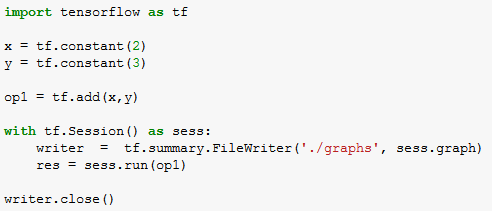 import tensorflow as tf
x = tf.constant(2)
y = tf.constant(3)
op1 = tf.add(x,y)
with tf.Session() as sess:
    writer  =  tf.summary.FileWriter('./graphs', sess.graph)
    res = sess.run(op1)
writer.close()